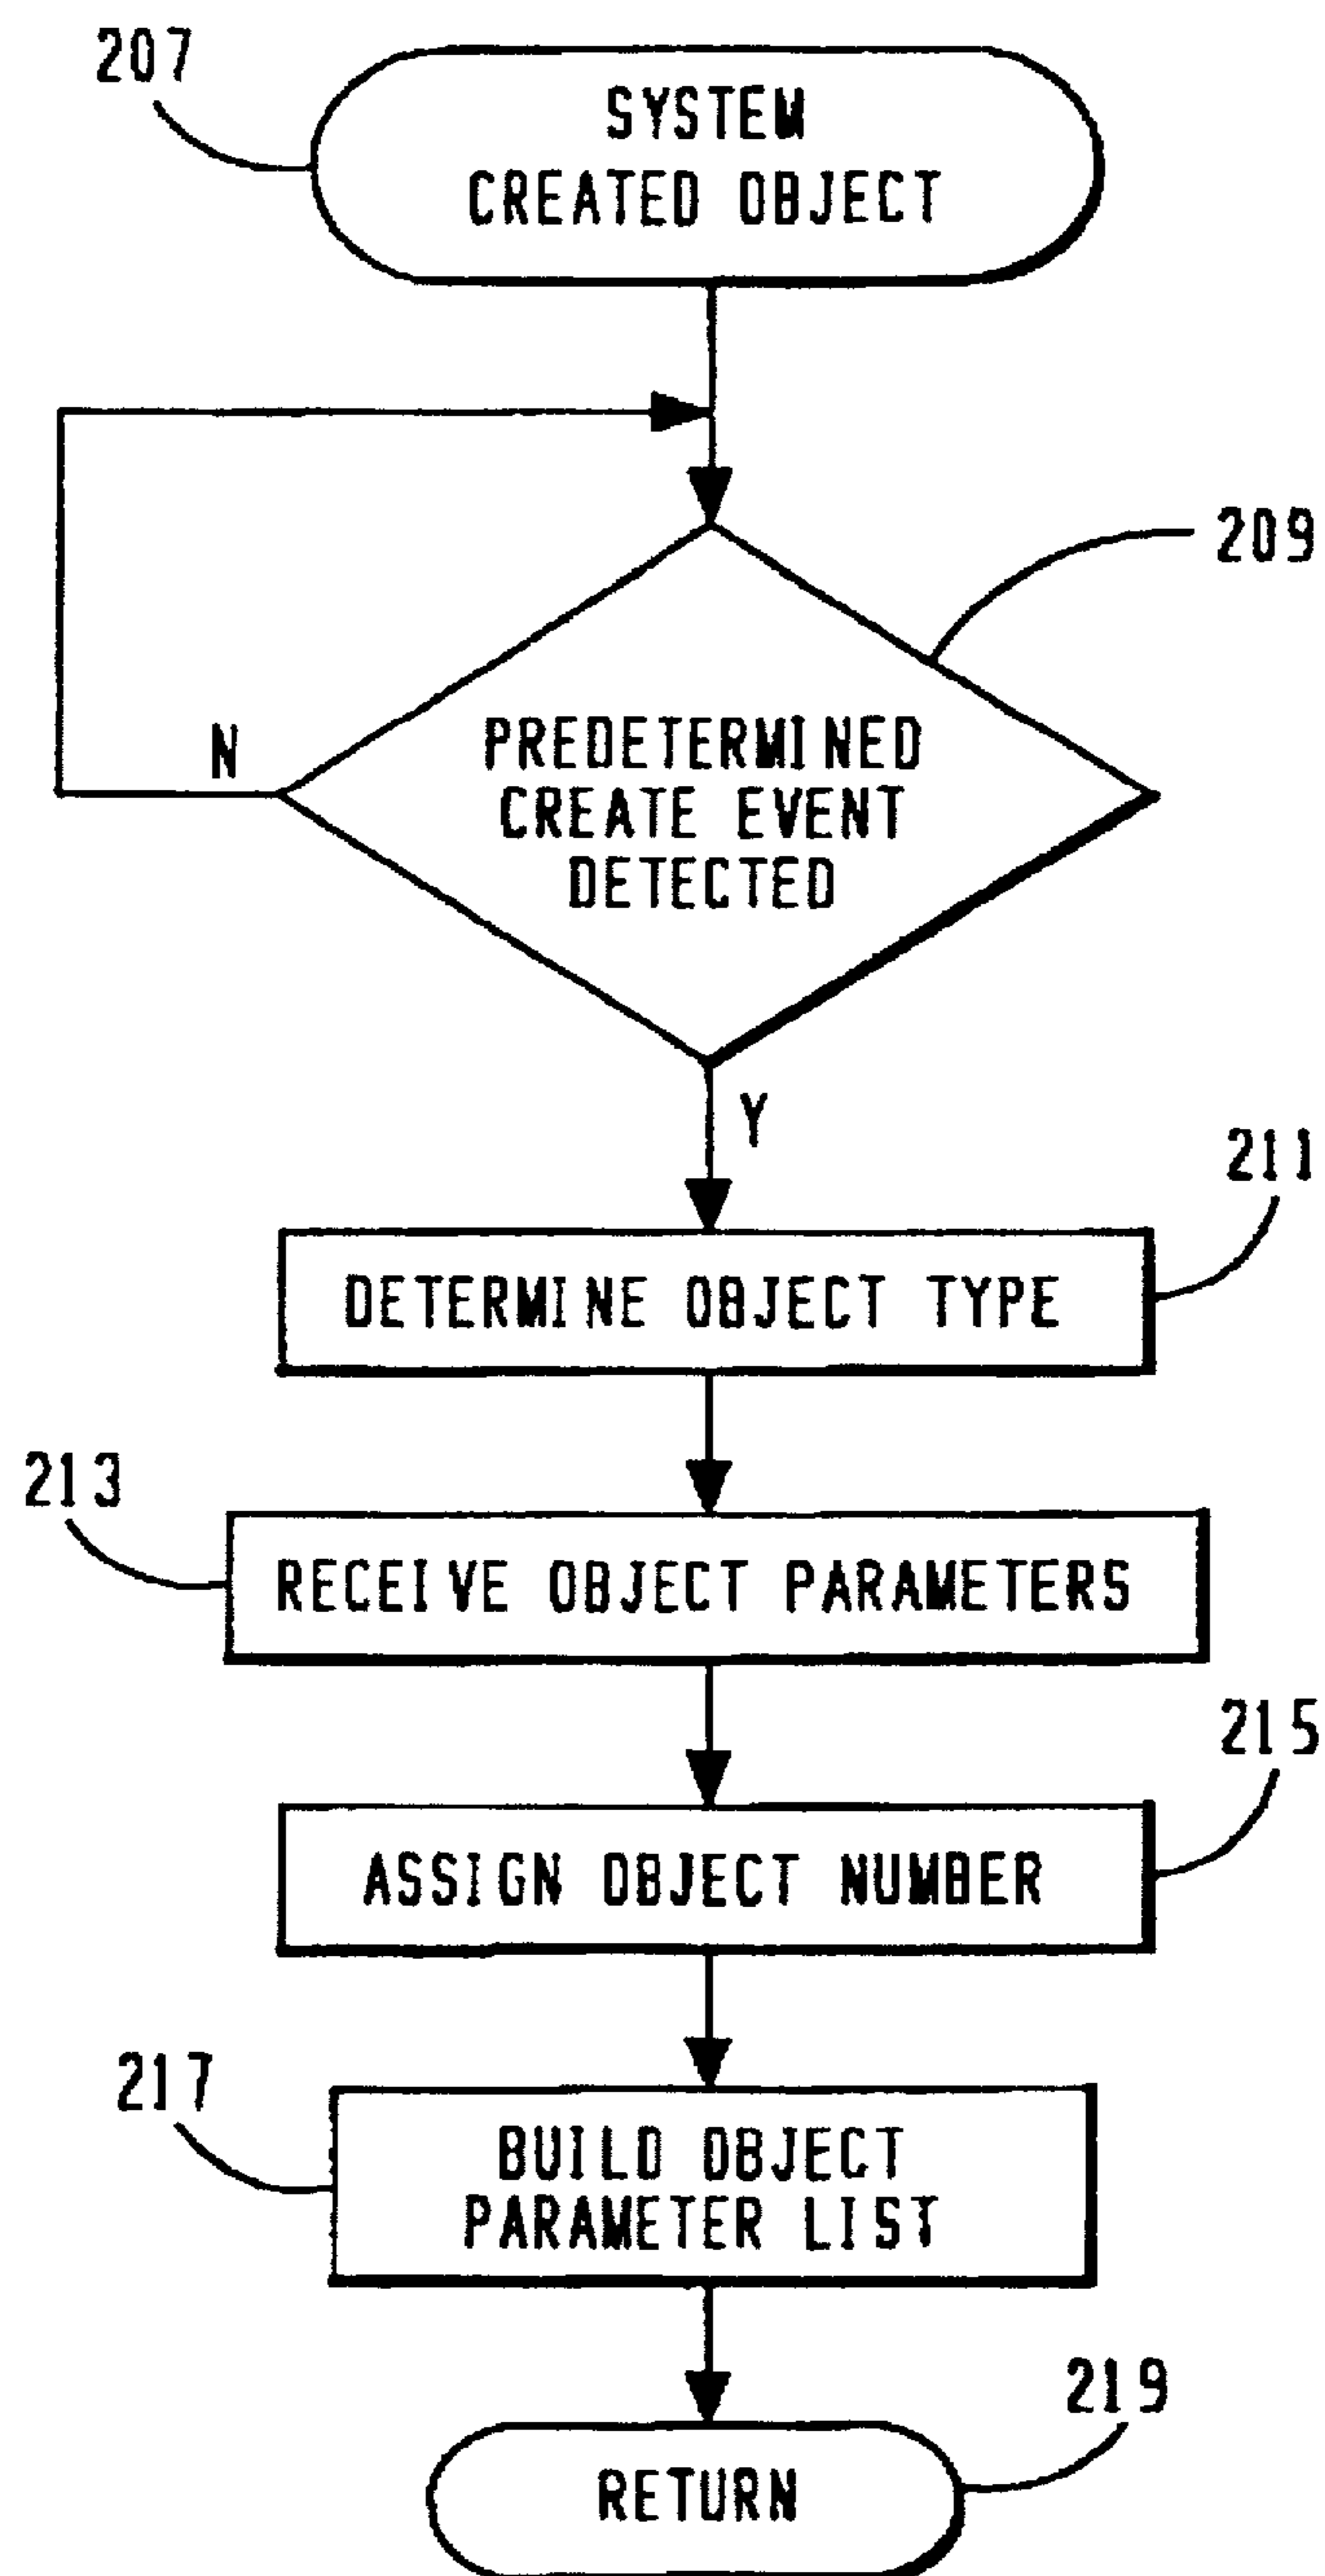 207
SYSTEM
CREATED OBJECT
209
N
PREDETERMINED
CREATE EVENT
DETECTED
Y
211
DETERMINE OBJECT TYPE
213
RECEIVE OBJECT PARAMETERS
215
ASSIGN OBJECT NUMBER
217
BUILD OBJECT
PARAMETER LIST
219
RETURN